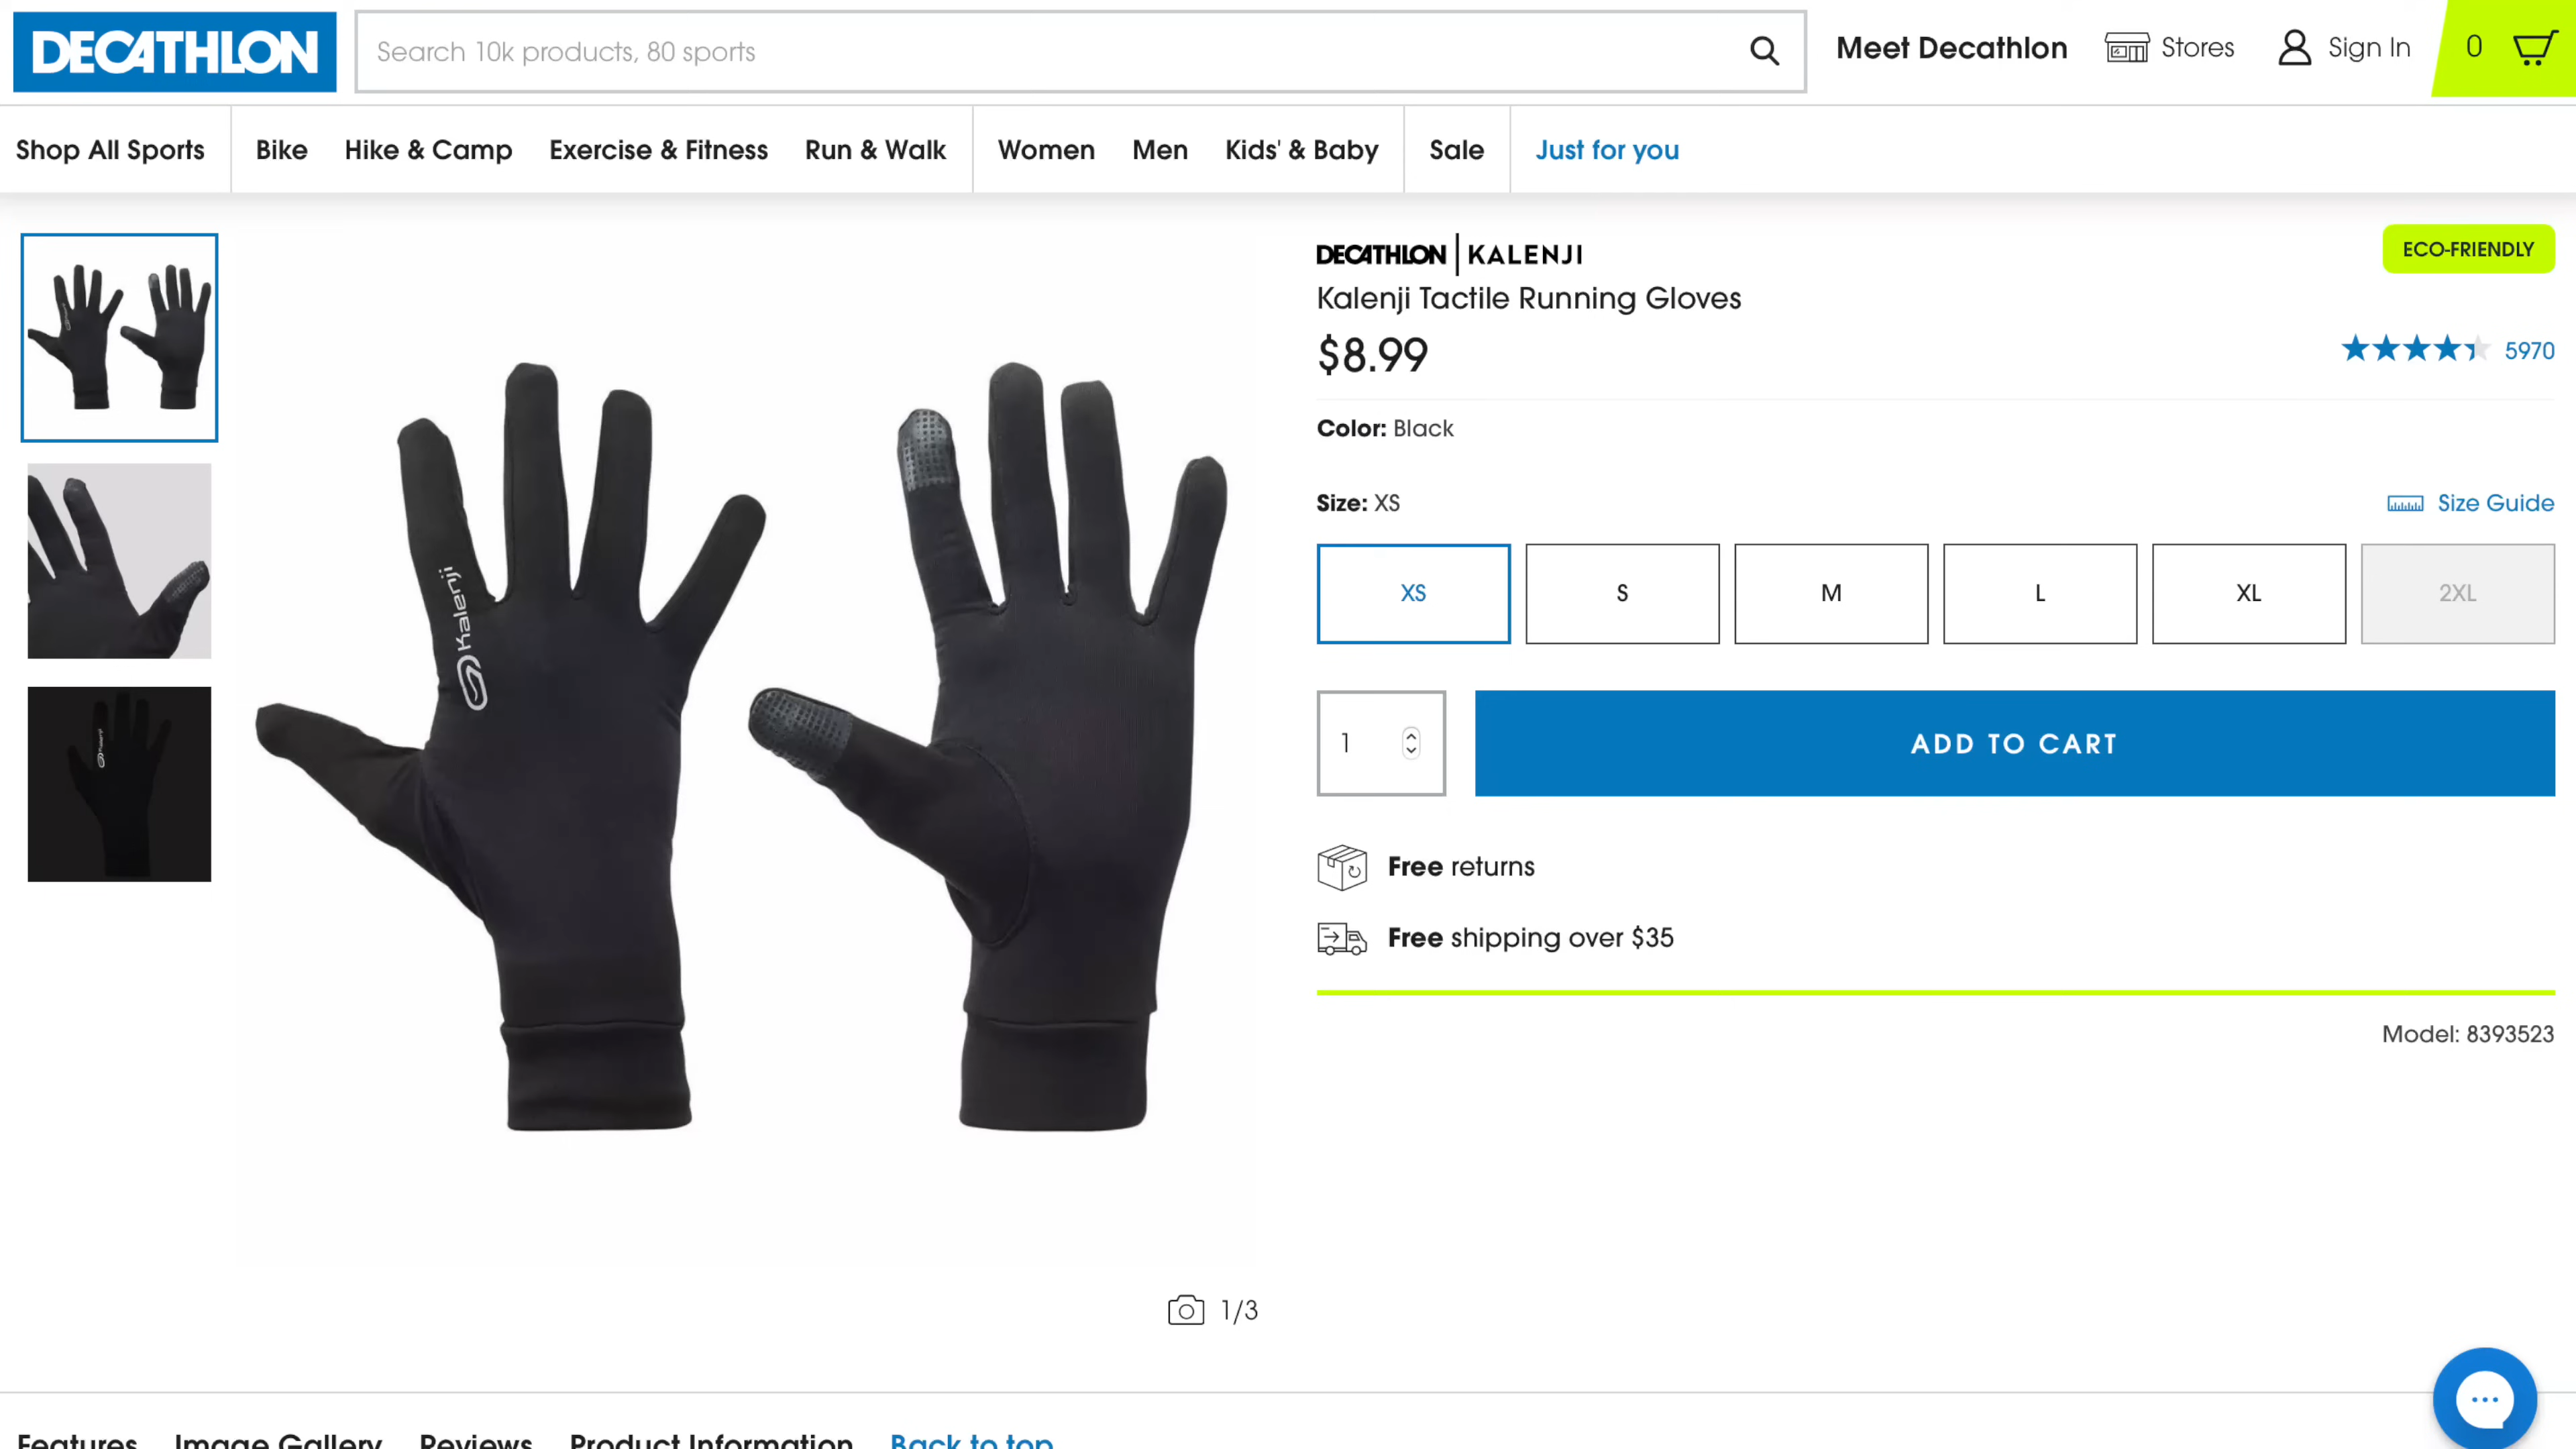 DECATHLON
Search 10k products, 80 sports
Meet Decathlon
Stores
Sign In
0
Shop All Sports
Bike
Hike & Camp
Exercise & Fitness
Run & Walk
Women
Men
Kids' & Baby
Sale
Just for you
Kalenji
DECATHLON | KALENJI
ECO-FRIENDLY
Kalenji Tactile Running Gloves
$8.99
5970
Color: Black
Size: XS
Size Guide
XS
S
M
L
XL
2XL
1
ADD TO CART
Free returns
Free shipping over $35
Model: 8393523
1/3
Features
Image Gallery
Reviews
Product Information
Back to top